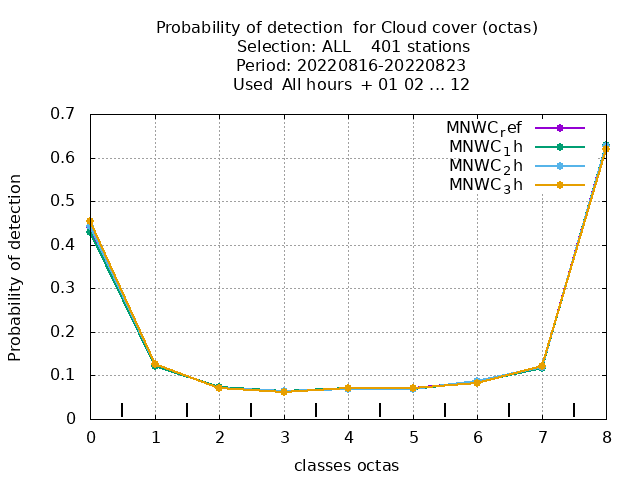 Probability of detection  for Cloud cover (octas)
Selection: ALL    401 stations
Period: 20220816-20220823
Used  All hours  + 01 02 ... 12
MNWC_ref
MNWC_1h
MNWC_2h
MNWC_3h
0.7
0.6
0.5
0.4
0.3
0.2
0.1
0
Probability of detection
0 1 2 3 4 5 6 7 8
classes octas